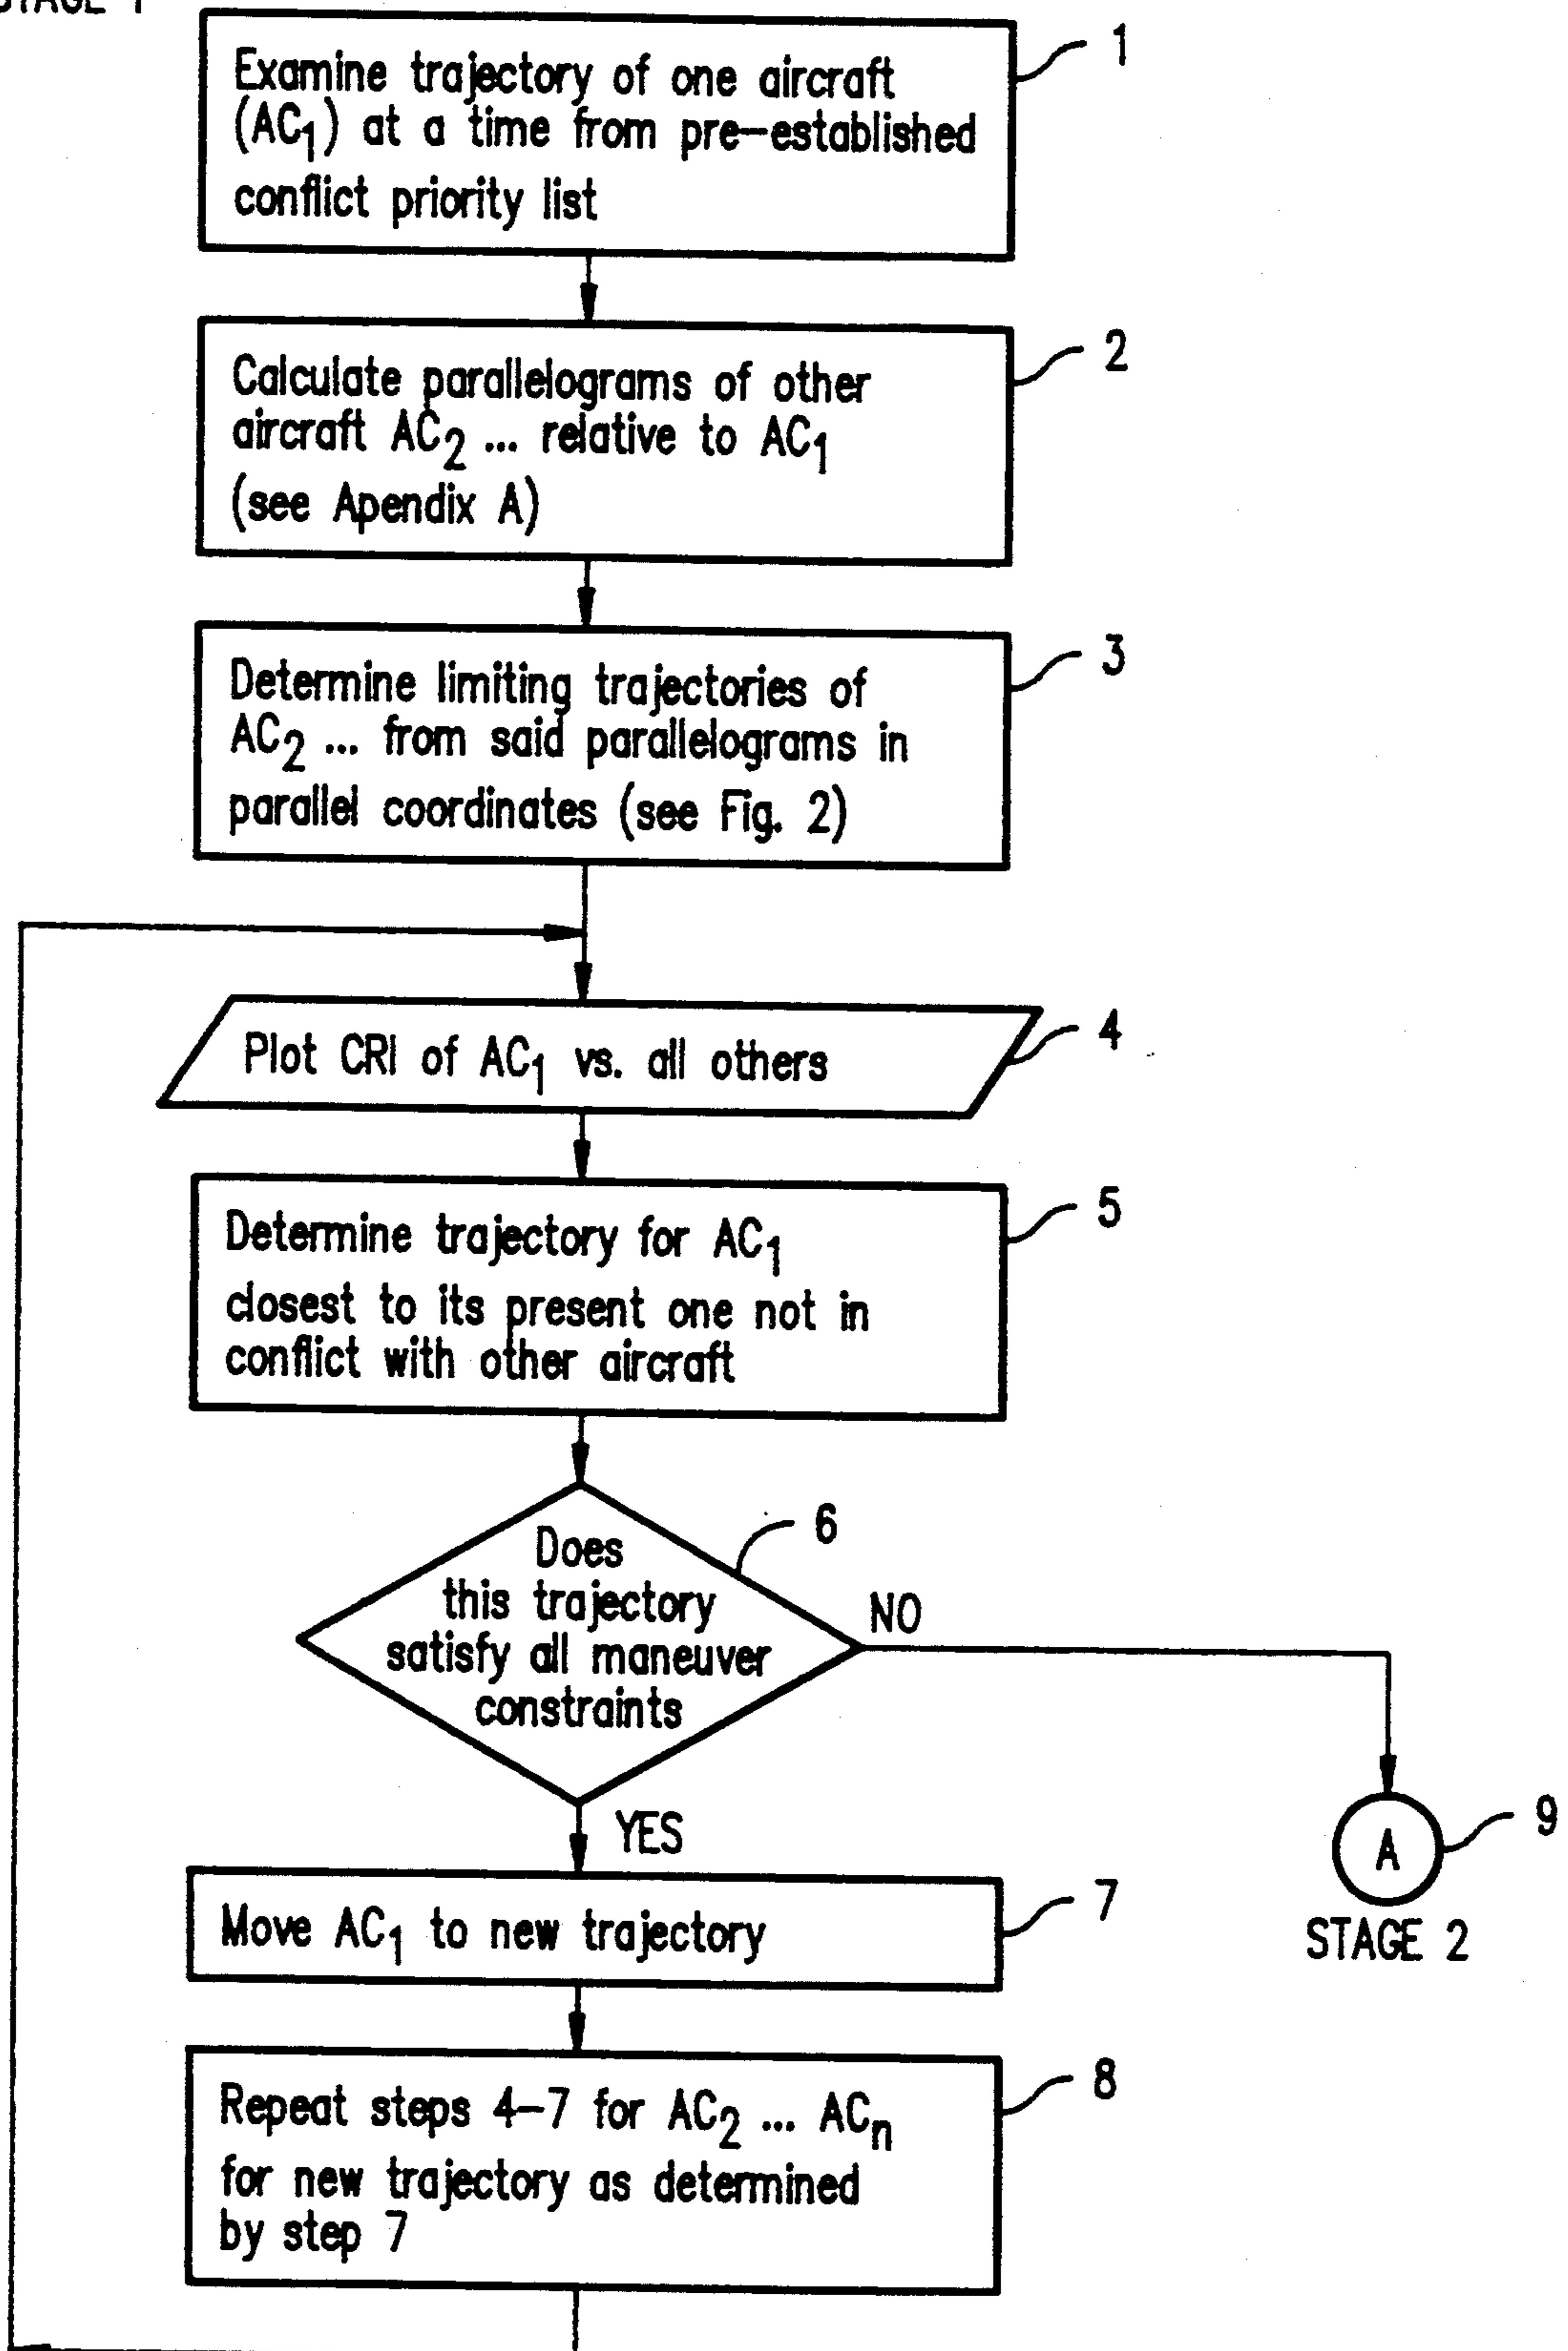 STAGE 1
Examine trajectory of one aircraft
(AC₁) at a time from pre-established
conflict priority list
1
Calculate parallelograms of other
aircraft AC₂ ... relative to AC₁
(see Apendix A)
2
Determine limiting trajectories of
AC₂ ... from said parallelograms in
parallel coordinates (see Fig. 2)
3
Plot CRI of AC₁ vs. all others
4
Determine trajectory for AC₁
closest to its present one not in
conflict with other aircraft
5
Does
this trajectory
satisfy all maneuver
constraints
6
NO
YES
A
9
STAGE 2
Move AC₁ to new trajectory
7
Repeat steps 4-7 for AC₂ ... ACₙ
for new trajectory as determined
by step 7
8